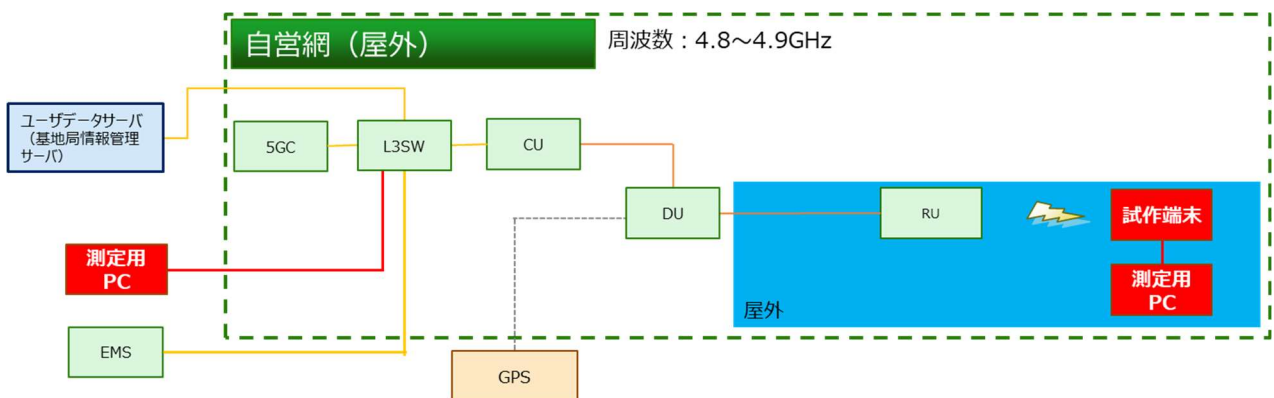 自営網（屋外）
周波数：4.8～4.9GHz
ユーザデータサーバ
（基地局情報管理
サーバ）
5GC
L3SW
CU
DU
RU
試作端末
測定用
PC
測定用
PC
屋外
EMS
GPS